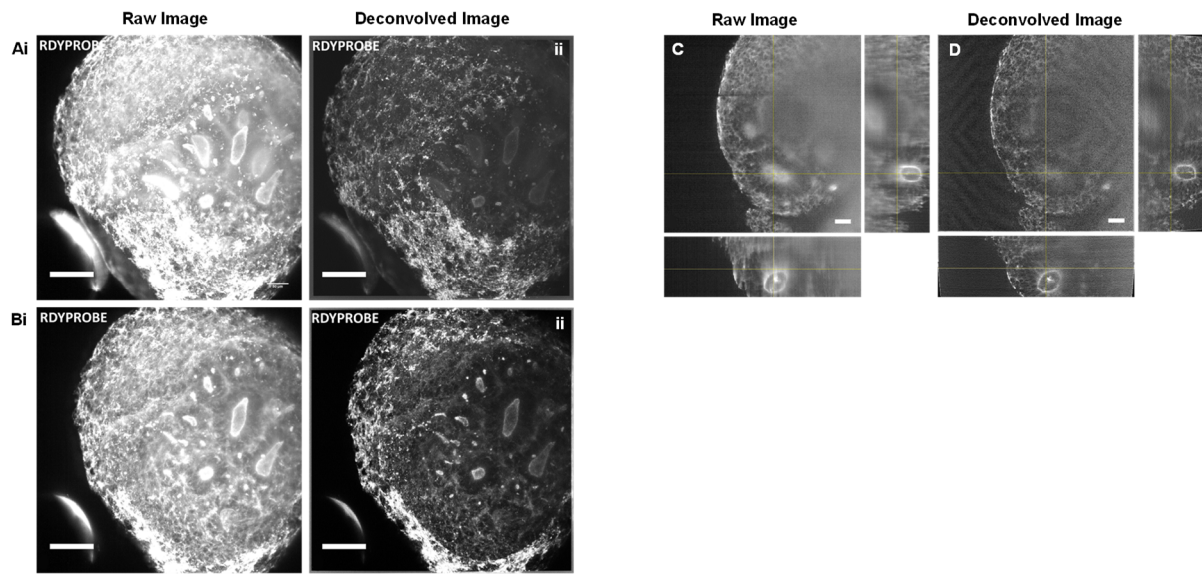 Raw Image
Deconvolved Image
Raw Image
Deconvolved Image
Ai
RDYPROBE
RDYPROBE
ii
C
D
Bi
RDYPROBE
RDYPROBE
ii